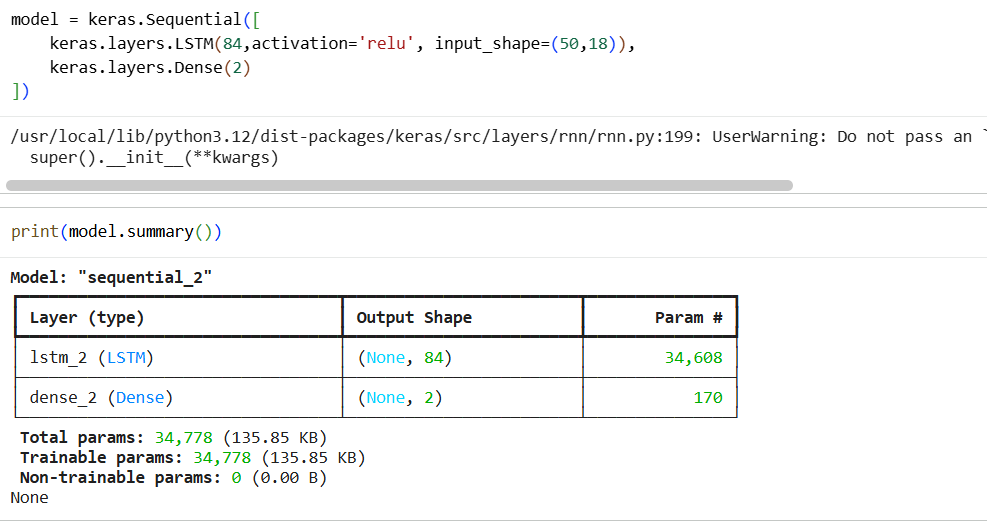 model = keras.Sequential([
    keras.layers.LSTM(84,activation='relu', input_shape=(50,18)),
    keras.layers.Dense(2)
])
/usr/local/lib/python3.12/dist-packages/keras/src/layers/rnn/rnn.py:199: UserWarning: Do not pass an `
  super().__init__(**kwargs)
print(model.summary())
Model: "sequential_2"
Layer (type) Output Shape Param #
lstm_2 (LSTM) (None, 84) 34,608
dense_2 (Dense) (None, 2) 170
Total params: 34,778 (135.85 KB)
Trainable params: 34,778 (135.85 KB)
Non-trainable params: 0 (0.00 B)
None